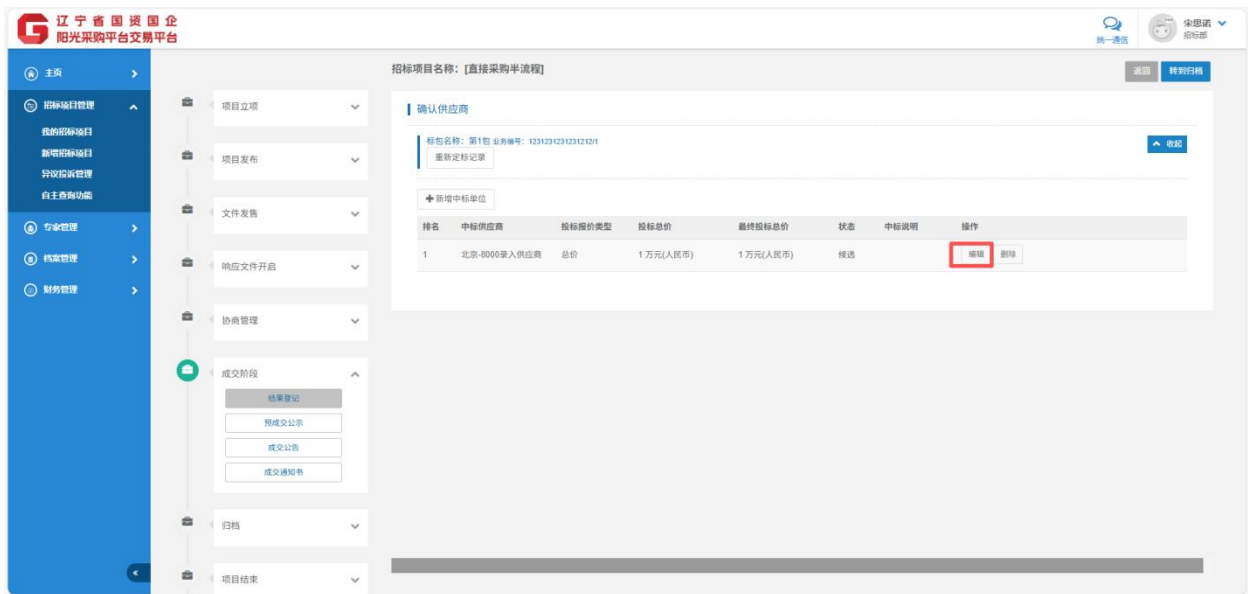 辽宁省国资国企
阳光采购平台交易平台
统一通信
宋思诺
招标部
主页
招标项目管理
我的招标项目
新增招标项目
异议投诉管理
自主查询功能
专家管理
档案管理
财务管理
项目立项
项目发布
文件发售
响应文件开启
协商管理
成交阶段
结果登记
预成交公示
成交公告
成交通知书
归档
项目结束
招标项目名称：[直接采购半流程]
返回 转到归档
确认供应商
标包名称：第1包 业务编号：1231231231231212/1
收起
重新定标记录
新增中标单位
排名 中标供应商 投标报价类型 投标总价 最终投标总价 状态 中标说明 操作
1 北京-8000录入供应商 总价 1 万元(人民币) 1 万元(人民币) 候选 编辑 删除